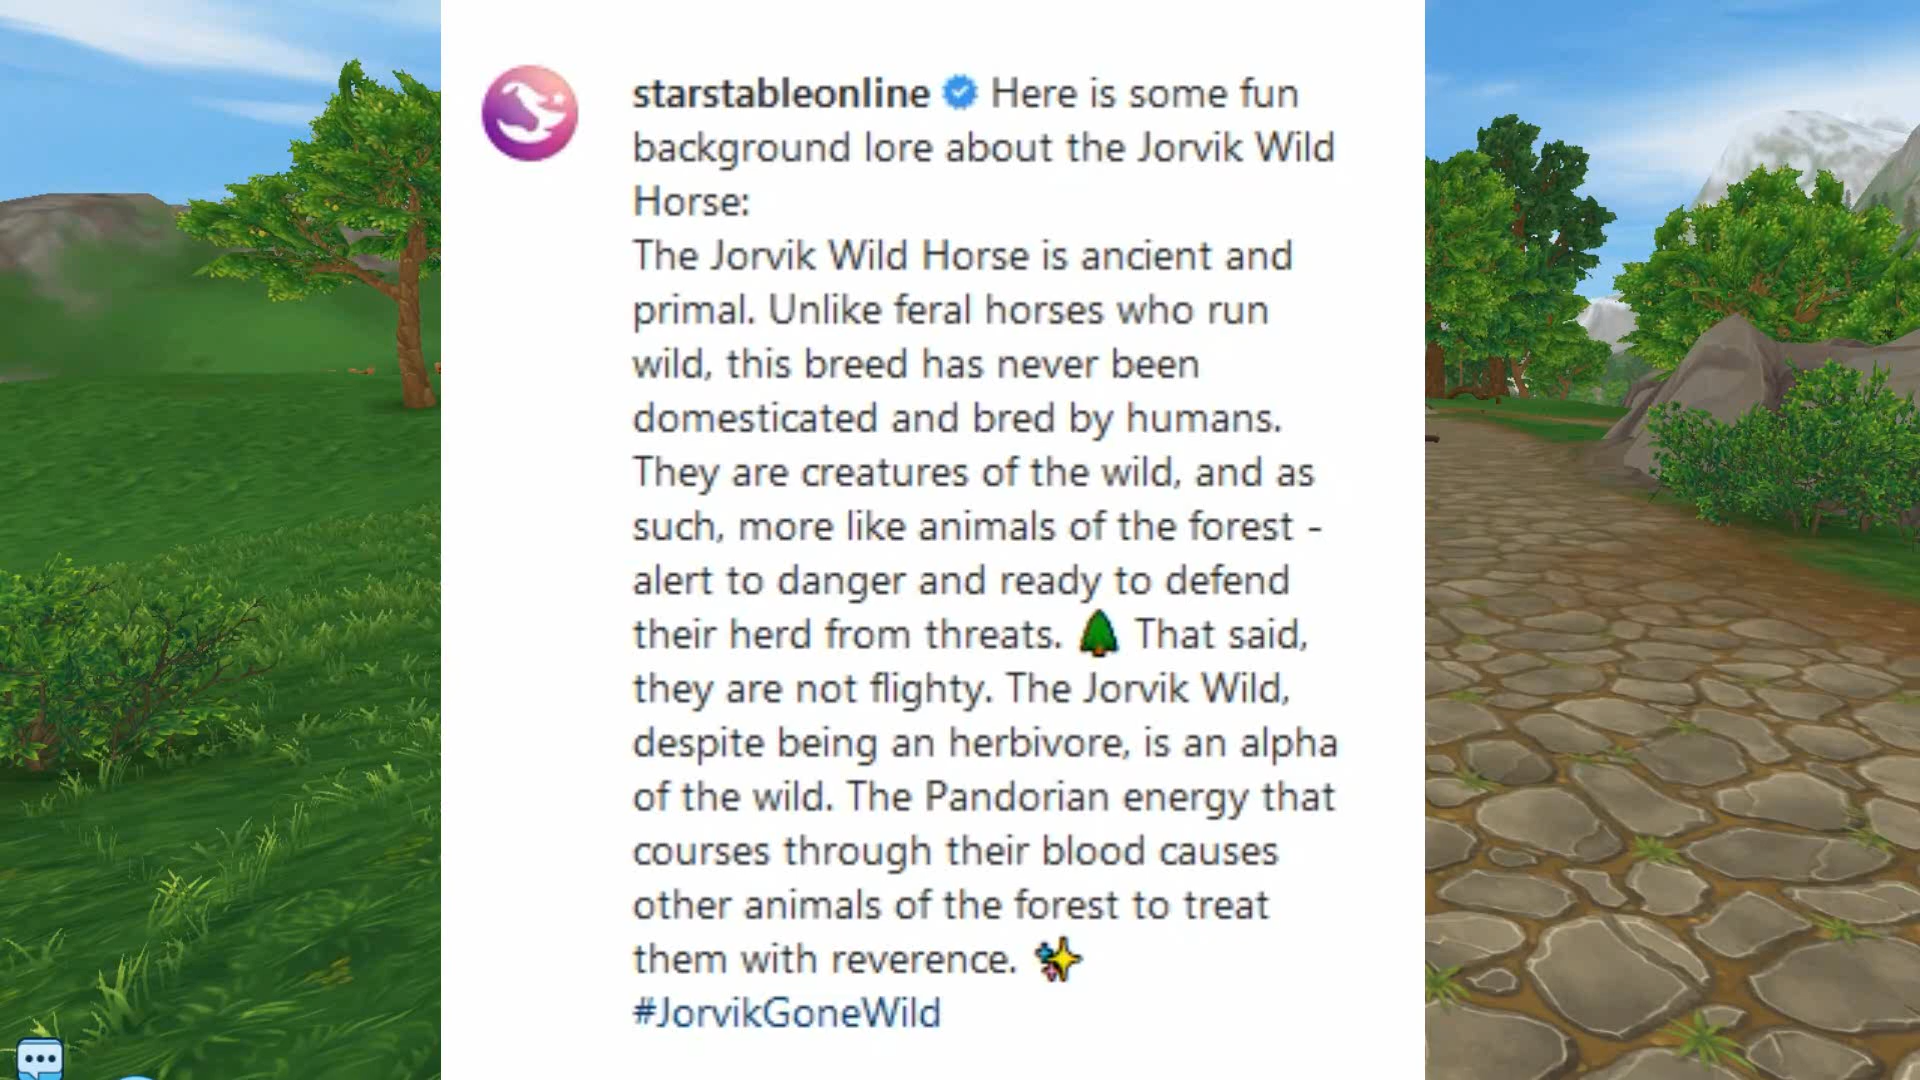 starstableonline Here is some fun
background lore about the Jorvik Wild
Horse:
The Jorvik Wild Horse is ancient and
primal. Unlike feral horses who run
wild, this breed has never been
domesticated and bred by humans.
They are creatures of the wild, and as
such, more like animals of the forest -
alert to danger and ready to defend
their herd from threats. 🌲 That said,
they are not flighty. The Jorvik Wild,
despite being an herbivore, is an alpha
of the wild. The Pandorian energy that
courses through their blood causes
other animals of the forest to treat
them with reverence. ✨
#JorvikGoneWild